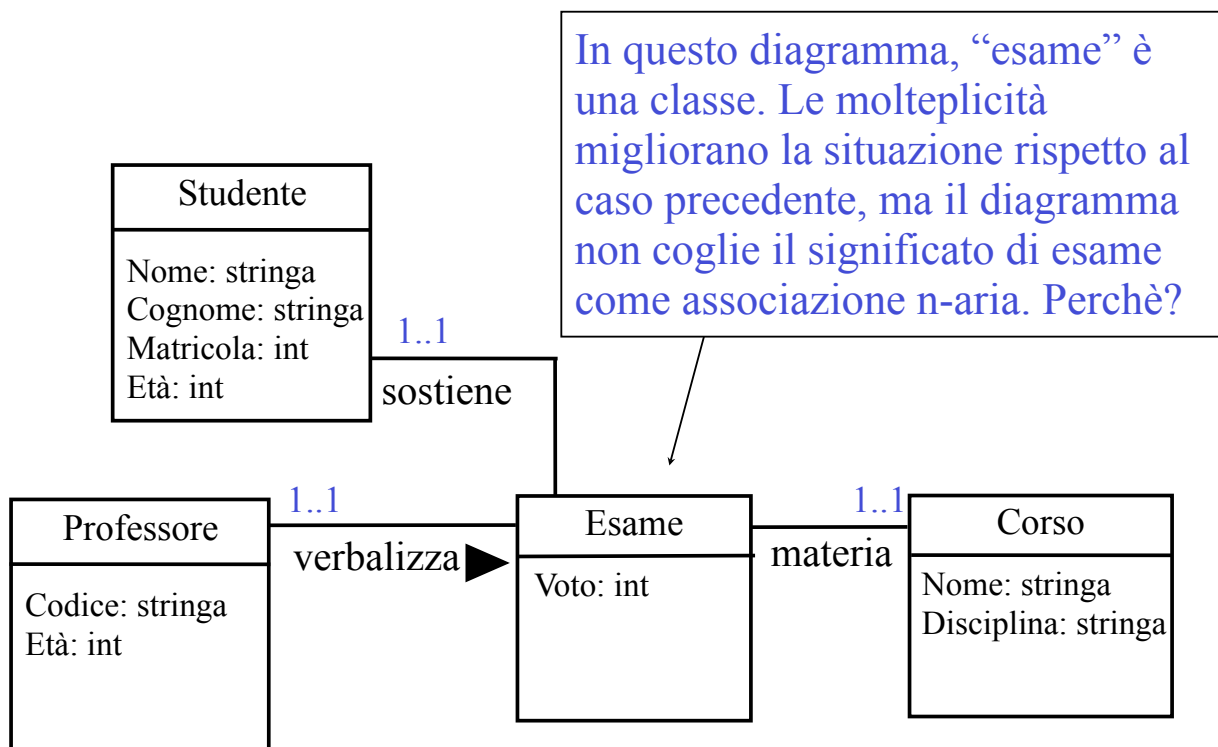 In questo diagramma, “esame” è
una classe. Le molteplicità
migliorano la situazione rispetto al
caso precedente, ma il diagramma
non coglie il significato di esame
come associazione n-aria. Perchè?
Studente
Nome: stringa
Cognome: stringa
Matricola: int
Età: int
1..1
sostiene
Professore
Codice: stringa
Età: int
1..1
verbalizza
Esame
Voto: int
1..1
materia
Corso
Nome: stringa
Disciplina: stringa